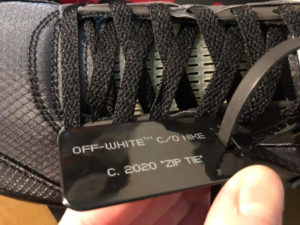 OFF-WHITE™ C/O NIKE
C. 2020 "ZIP TIE"